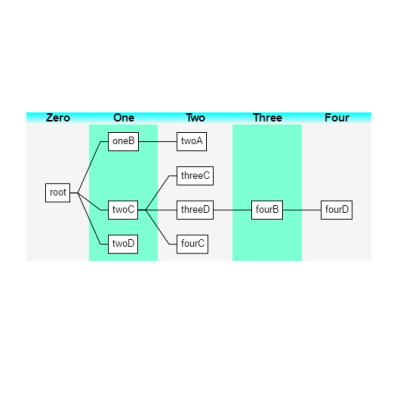 Zero One Two Three Four
oneB twoA
threeC
root
twoC threeD fourB fourD
twoD fourC